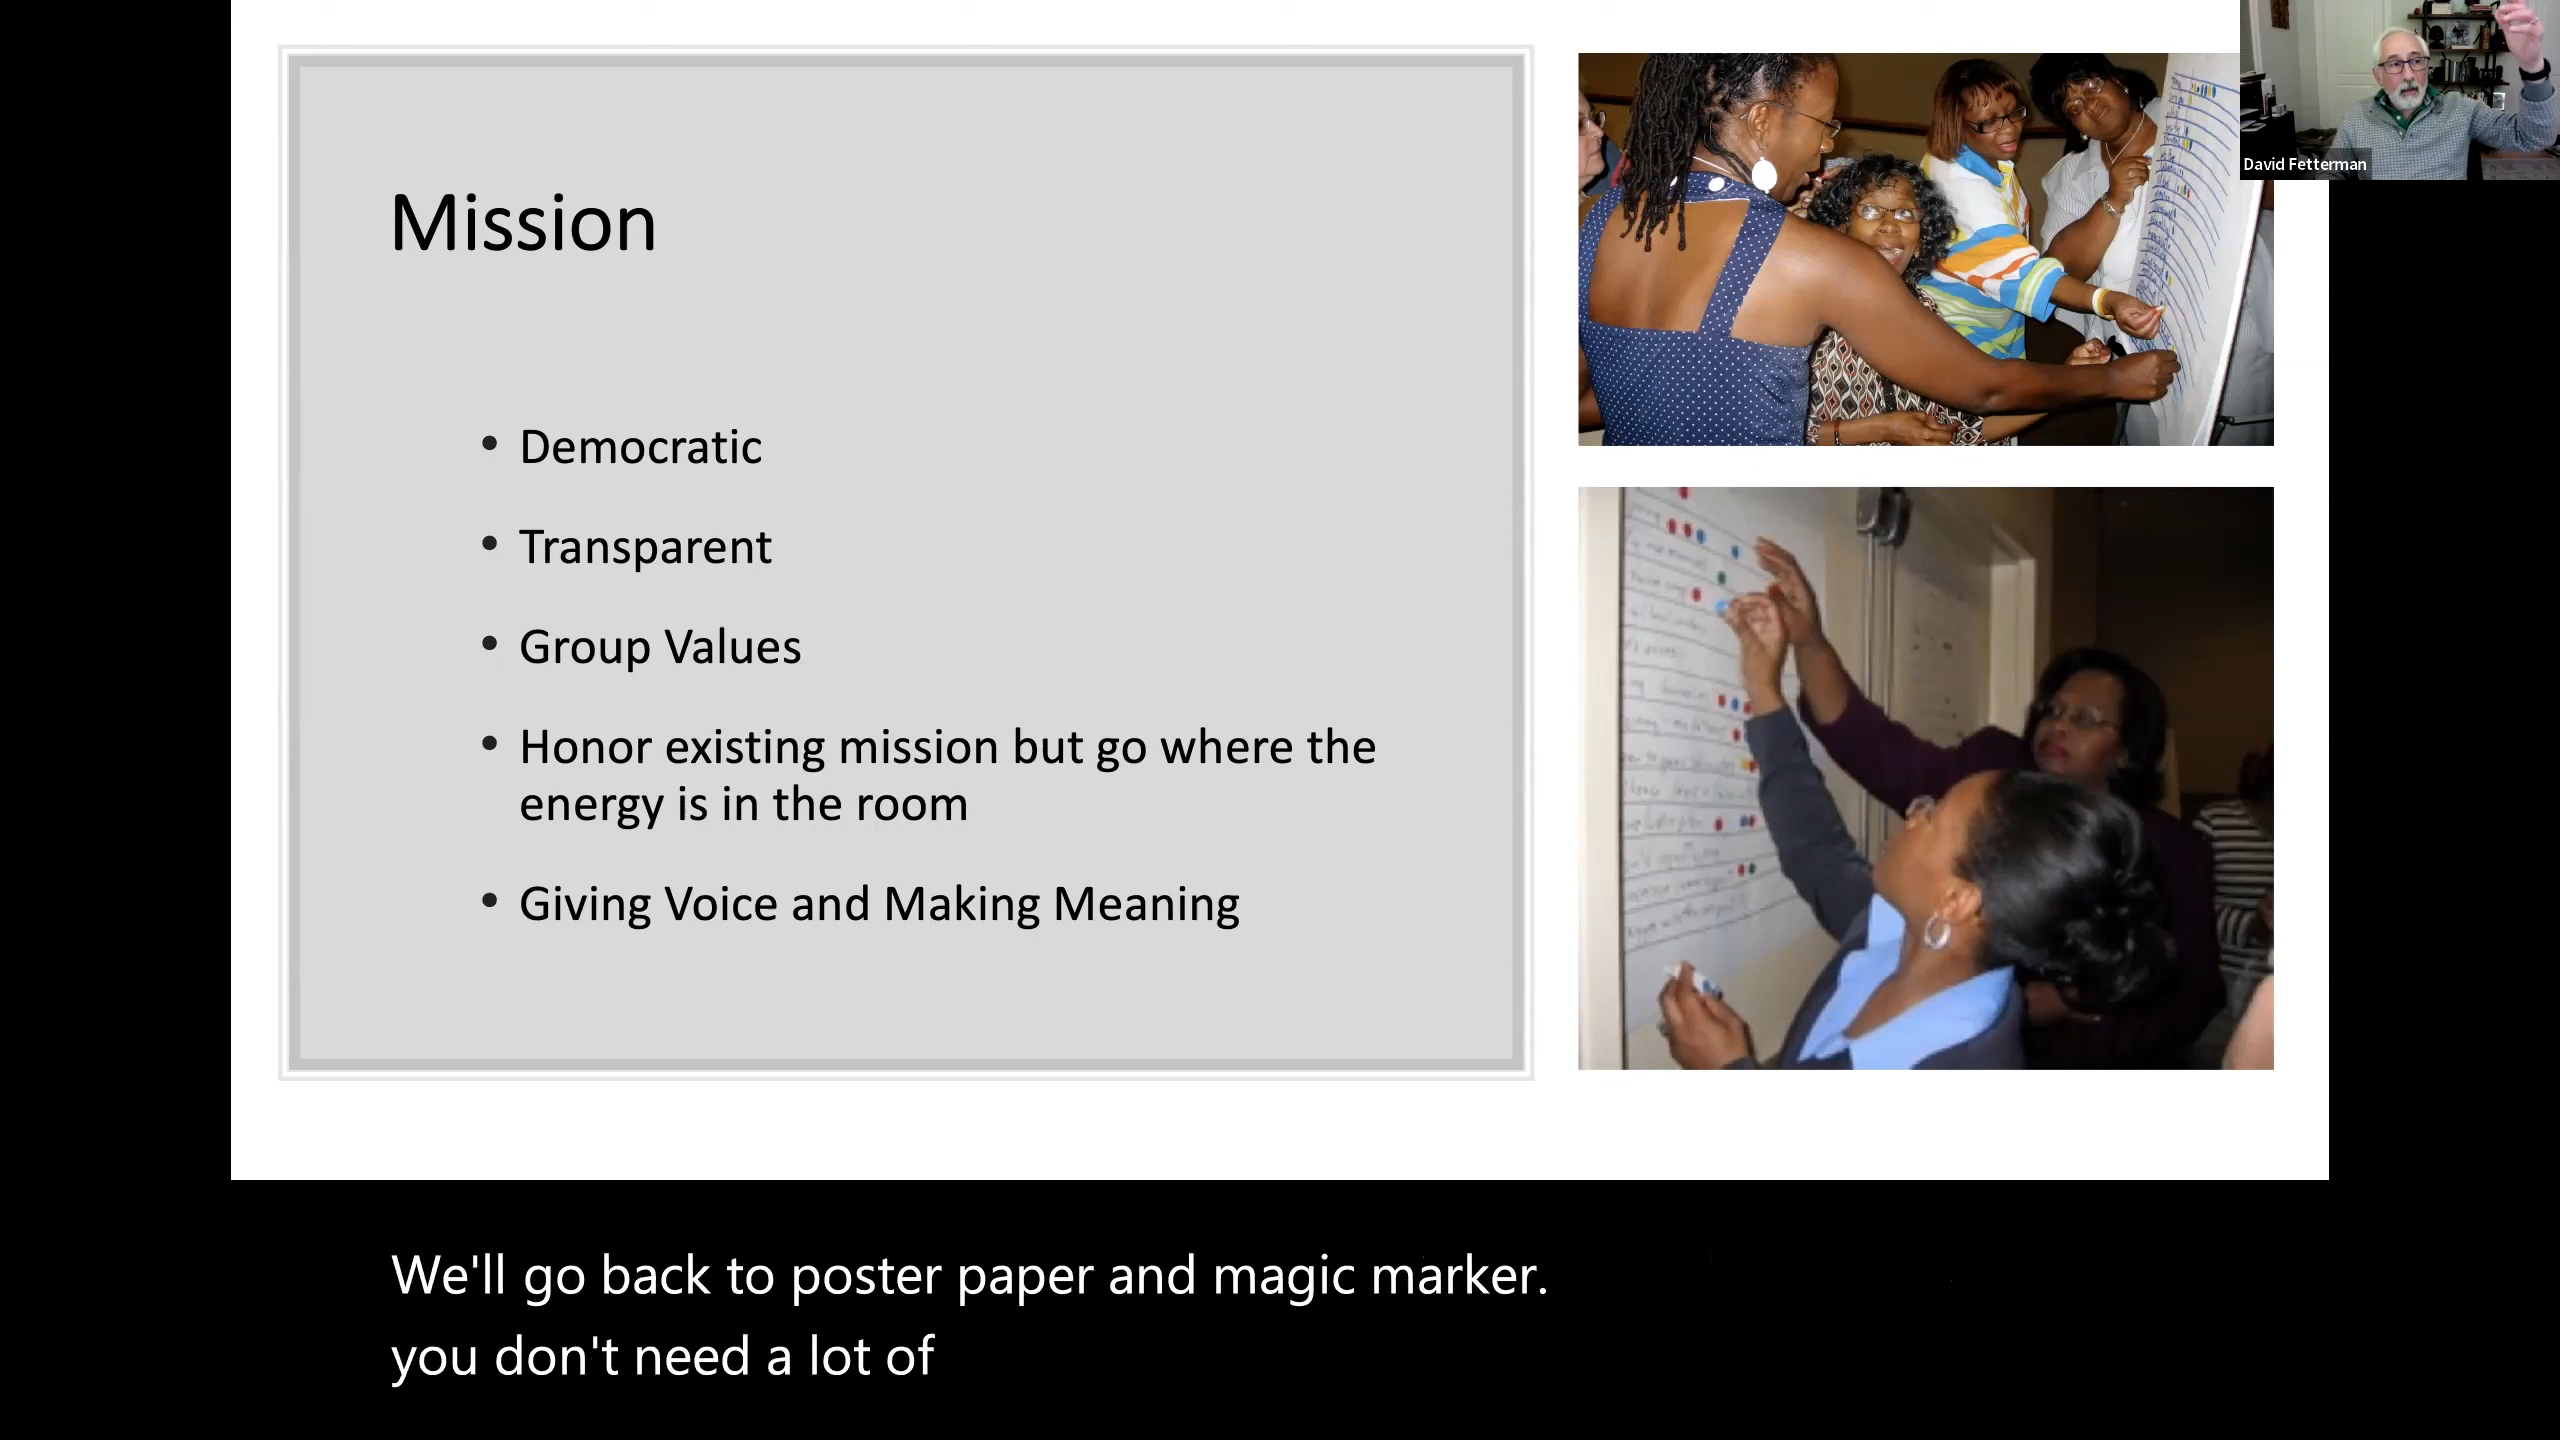 Mission
• Democratic
• Transparent
• Group Values
• Honor existing mission but go where the
energy is in the room
• Giving Voice and Making Meaning
David Fetterman
We'll go back to poster paper and magic marker.
you don't need a lot of